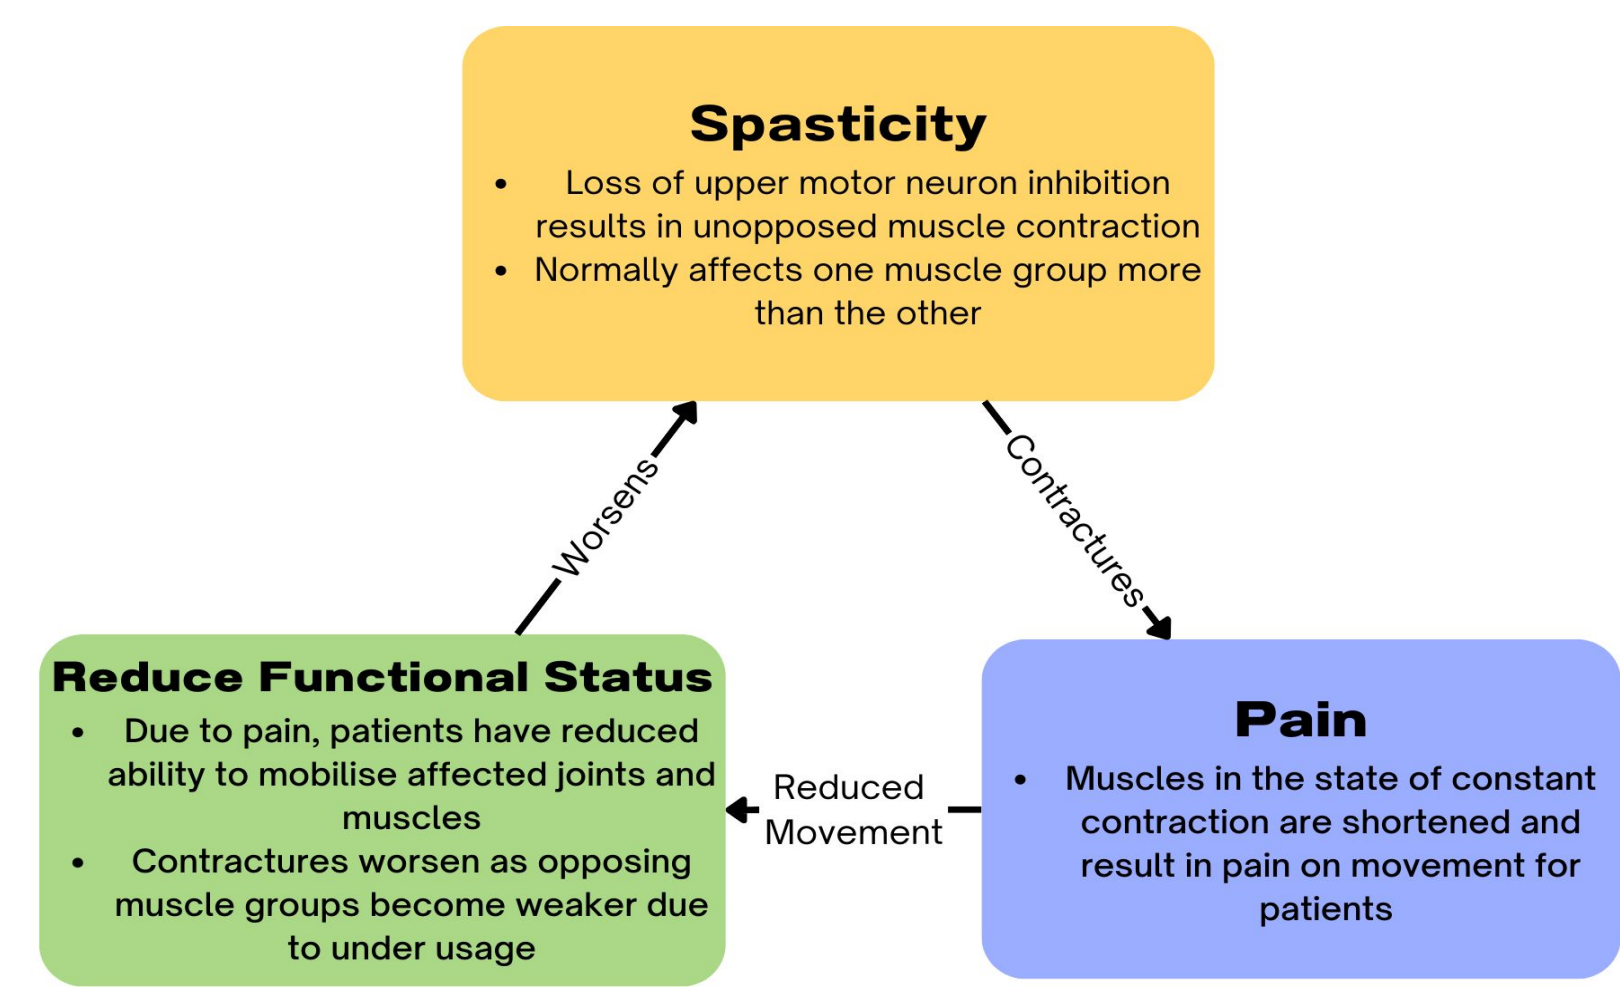 Spasticity
• Loss of upper motor neuron inhibition
results in unopposed muscle contraction
• Normally affects one muscle group more
than the other
Worsens
Contractures
Reduce Functional Status
• Due to pain, patients have reduced
ability to mobilise affected joints and
muscles
• Contractures worsen as opposing
muscle groups become weaker due
to under usage
Reduced
Movement
Pain
• Muscles in the state of constant
contraction are shortened and
result in pain on movement for
patients